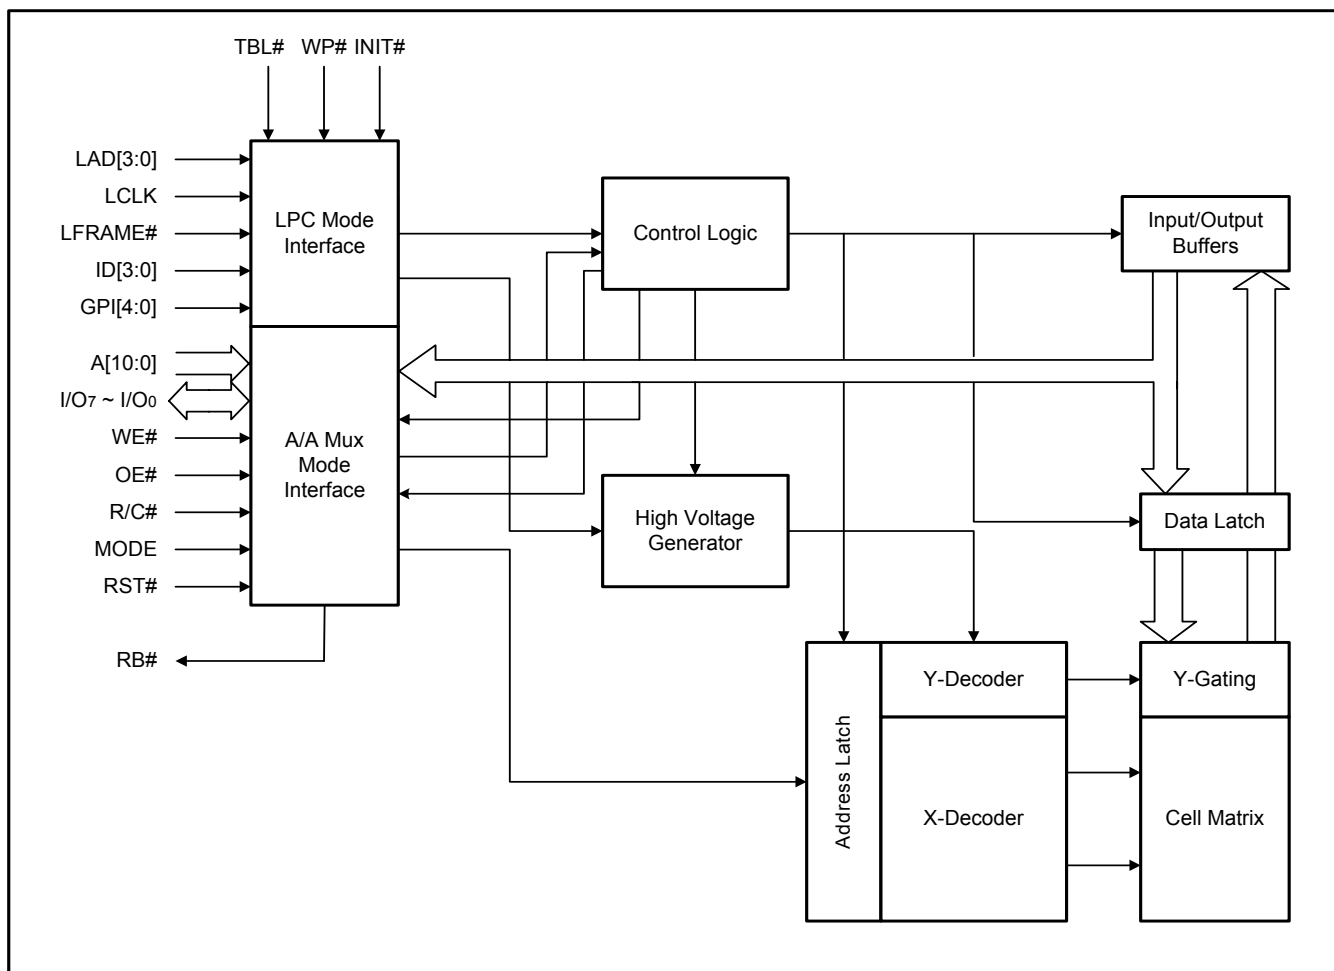 TBL# WP# INIT#
LAD[3:0]
LCLK
LFRAME#
ID[3:0]
GPI[4:0]
A[10:0]
I/O7 ~ I/O0
WE#
OE#
R/C#
MODE
RST#
RB#
LPC Mode
Interface
A/A Mux
Mode
Interface
Control Logic
High Voltage
Generator
Input/Output
Buffers
Data Latch
Address Latch
Y-Decoder
X-Decoder
Y-Gating
Cell Matrix